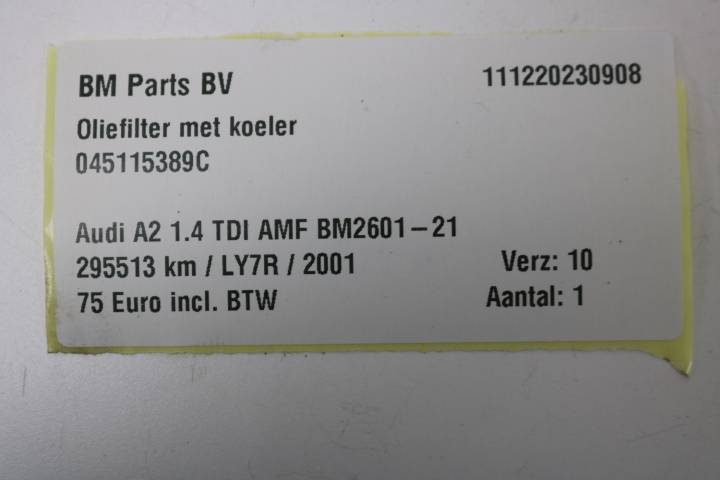 BM Parts BV 111220230908
Oliefilter met koeler
045115389C
Audi A2 1.4 TDI AMF BM2601-21
295513 km / LY7R / 2001 Verz: 10
75 Euro incl. BTW Aantal: 1